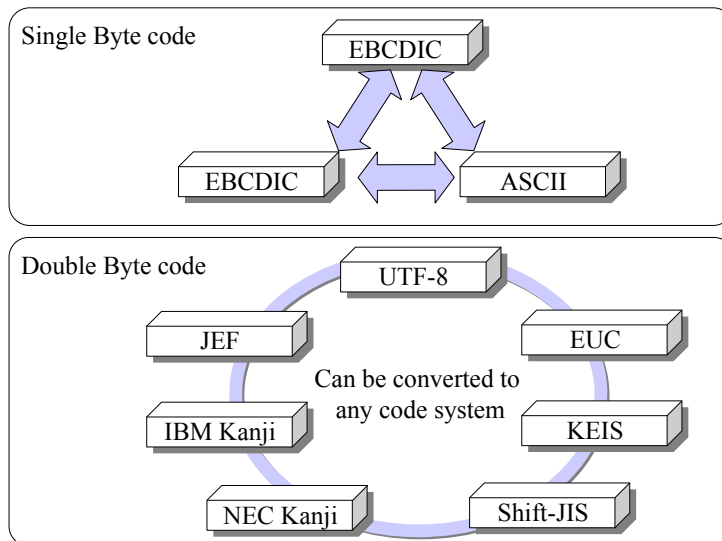 Single Byte code
EBCDIC
EBCDIC
ASCII
Double Byte code
UTF-8
JEF
EUC
Can be converted to
any code system
IBM Kanji
KEIS
NEC Kanji
Shift-JIS